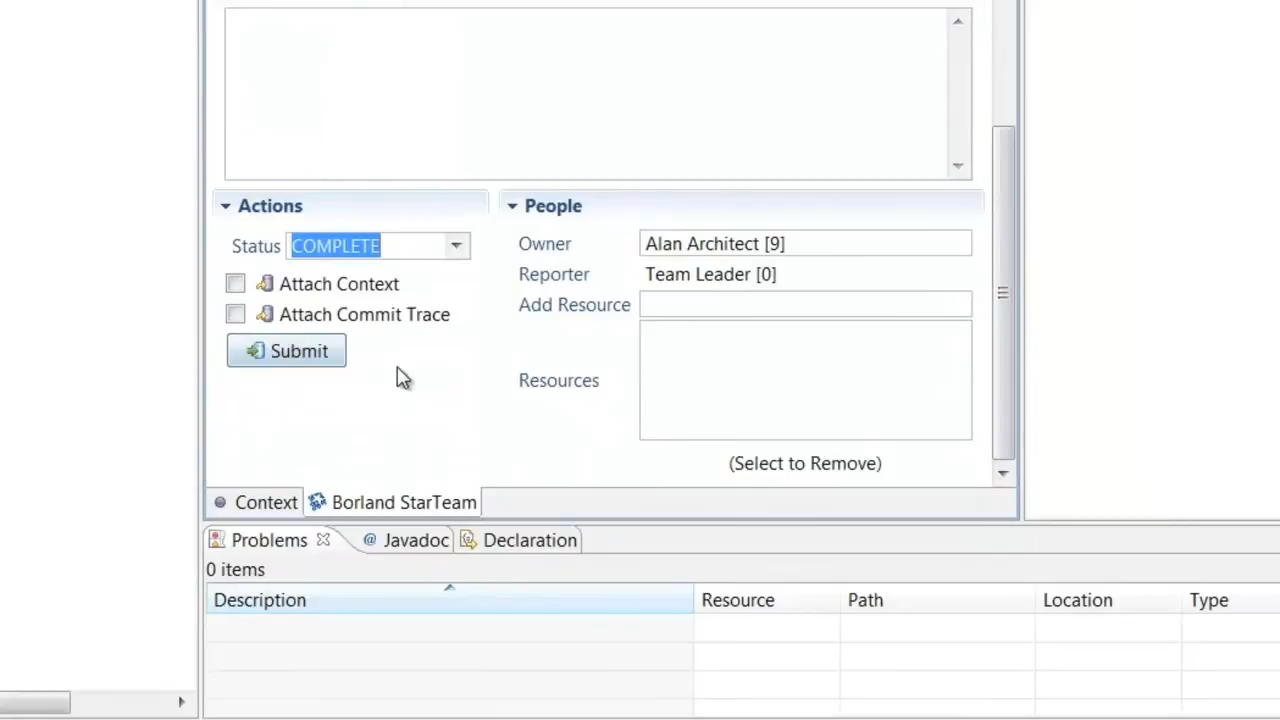 Actions
People
Status COMPLETE
Owner Alan Architect [9]
Attach Context
Reporter Team Leader [0]
Attach Commit Trace
Add Resource
Submit
Resources
(Select to Remove)
Context Borland StarTeam
Problems @ Javadoc Declaration
0 items
Description Resource Path Location Type